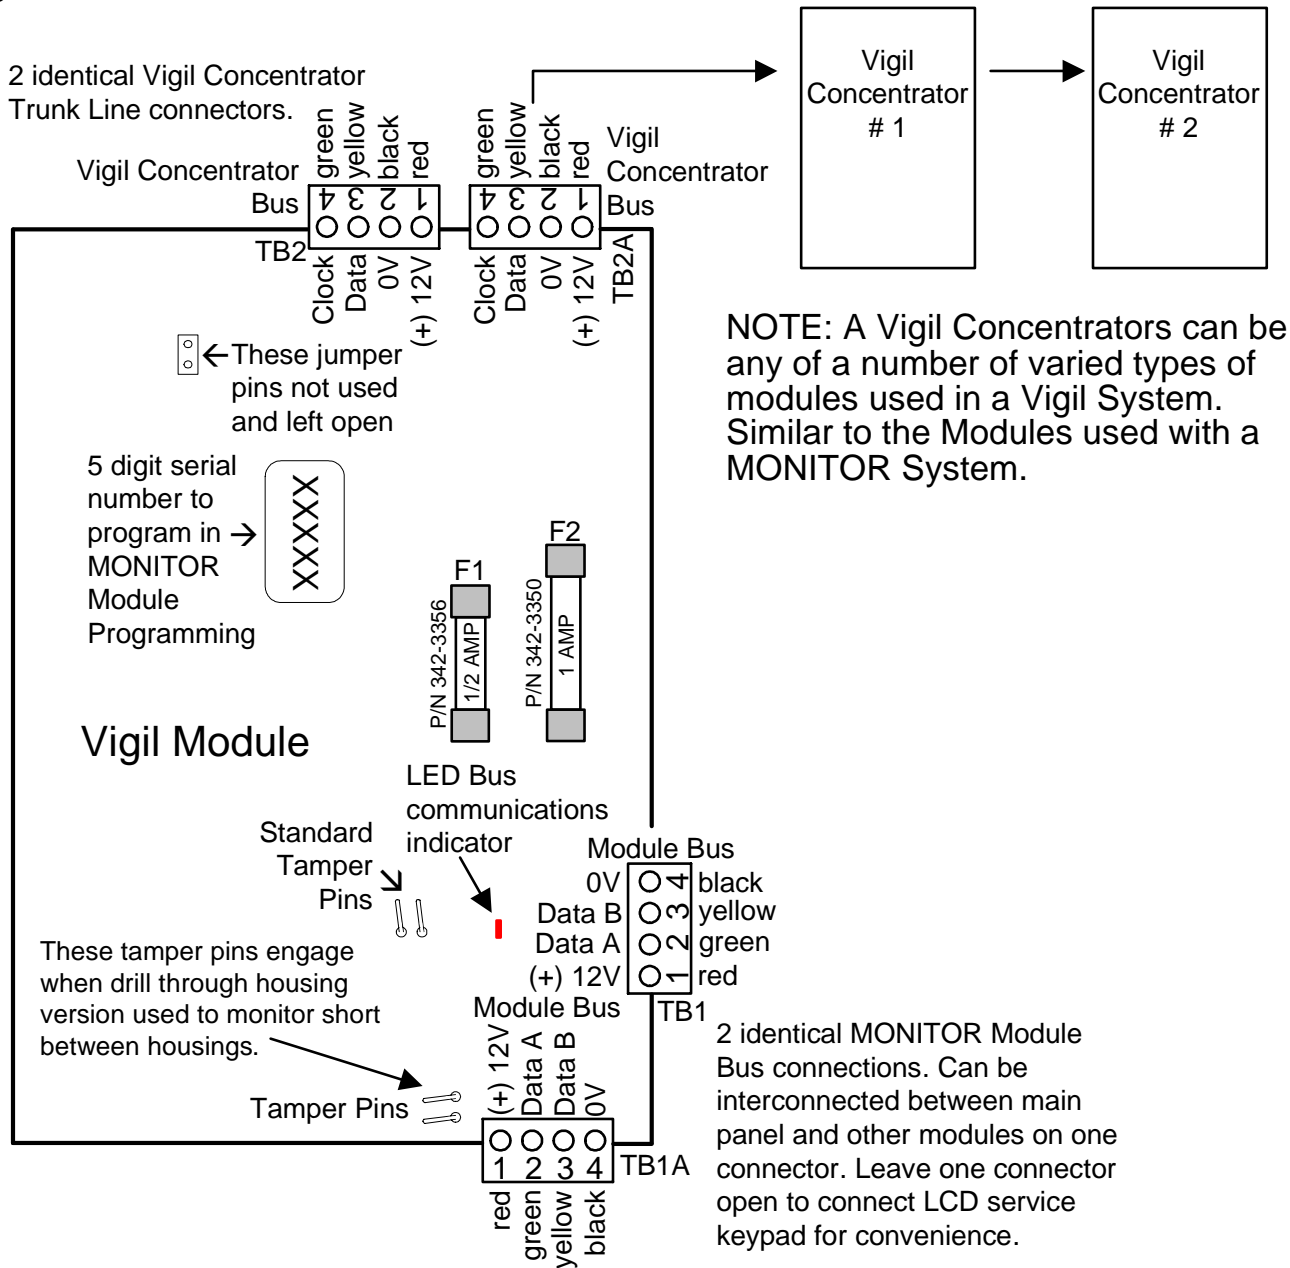 2 identical Vigil Concentrator
Trunk Line connectors.
Vigil Concentrator
Bus
green
yellow
black
red
4
3
2
1
TB2
Clock
Data
0V
(+) 12V
green
yellow
black
red
4
3
2
1
Vigil
Concentrator
Bus
Clock
Data
0V
(+) 12V
TB2A
Vigil
Concentrator
# 1
Vigil
Concentrator
# 2
NOTE: A Vigil Concentrators can be
any of a number of varied types of
modules used in a Vigil System.
Similar to the Modules used with a
MONITOR System.
These jumper
pins not used
and left open
5 digit serial
number to
program in
MONITOR
Module
Programming
XXXXX
F1
P/N 342-3356
1/2 AMP
F2
P/N 342-3350
1 AMP
Vigil Module
LED Bus
communications
indicator
Standard
Tamper
Pins
Module Bus
0V
4
black
Data B
3
yellow
Data A
2
green
(+) 12V
1
red
TB1
These tamper pins engage
when drill through housing
version used to monitor short
between housings.
Tamper Pins
Module Bus
(+) 12V
Data A
Data B
0V
1
2
3
4
TB1A
red
green
yellow
black
2 identical MONITOR Module
Bus connections. Can be
interconnected between main
panel and other modules on one
connector. Leave one connector
open to connect LCD service
keypad for convenience.